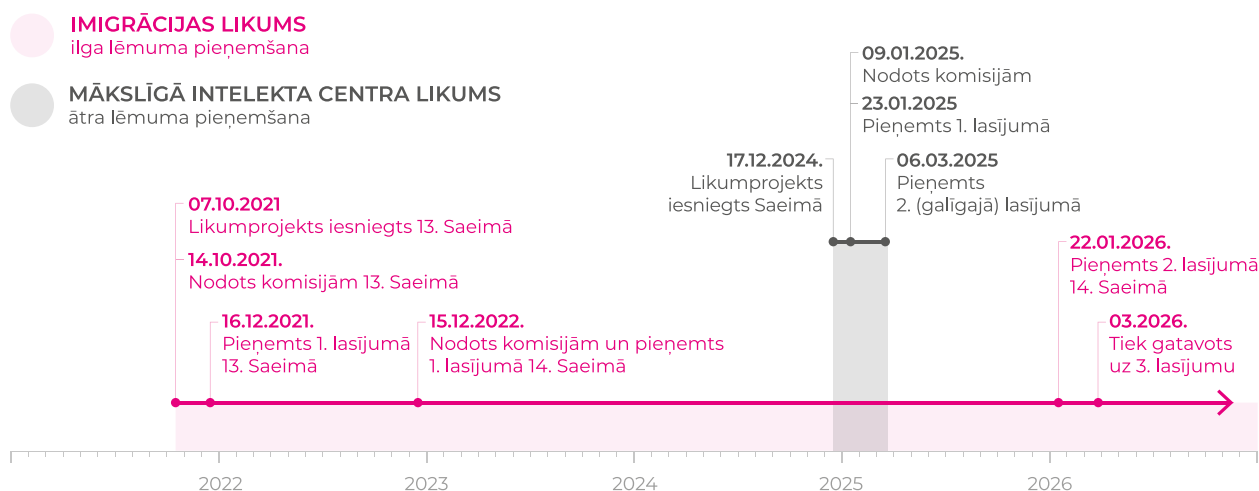 IMIGRĀCIJAS LIKUMS
ilga lēmuma pieņemšana
MĀKSLĪGĀ INTELEKTA CENTRA LIKUMS
ātra lēmuma pieņemšana
09.01.2025.
Nodots komisijām
23.01.2025
Pieņemts 1. lasījumā
17.12.2024.
Likumprojekts
iesniegts Saeimā
06.03.2025
Pieņemts
2. (galīgajā) lasījumā
07.10.2021
Likumprojekts iesniegts 13. Saeimā
14.10.2021.
Nodots komisijām 13. Saeimā
16.12.2021.
Pieņemts 1. lasījumā
13. Saeimā
15.12.2022.
Nodots komisijām un pieņemts
1. lasījumā 14. Saeimā
22.01.2026.
Pieņemts 2. lasījumā
14. Saeimā
03.2026.
Tiek gatavots
uz 3. lasījumu
2022
2023
2024
2025
2026